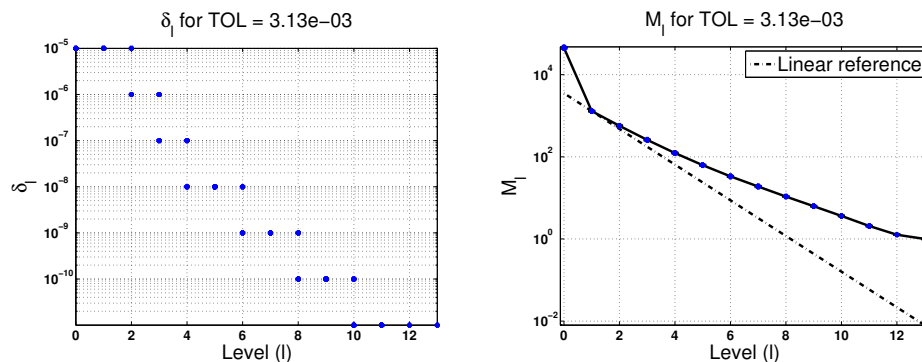 δ_l for TOL = 3.13e−03
10^-5
10^-6
10^-7
10^-8
10^-9
10^-10
δ_l
0 2 4 6 8 10 12
Level (l)
M_l for TOL = 3.13e−03
Linear reference
10^4
10^2
10^0
10^-2
M_l
0 2 4 6 8 10 12
Level (l)